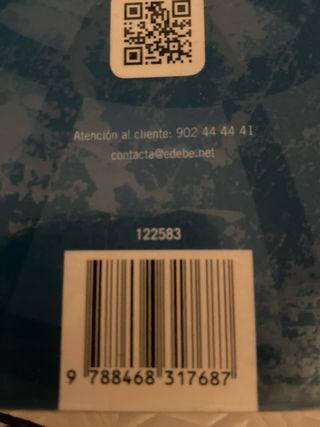 Atención al cliente: 902 44 44 41
contacta@edebe.net
122583
9 788468 317687